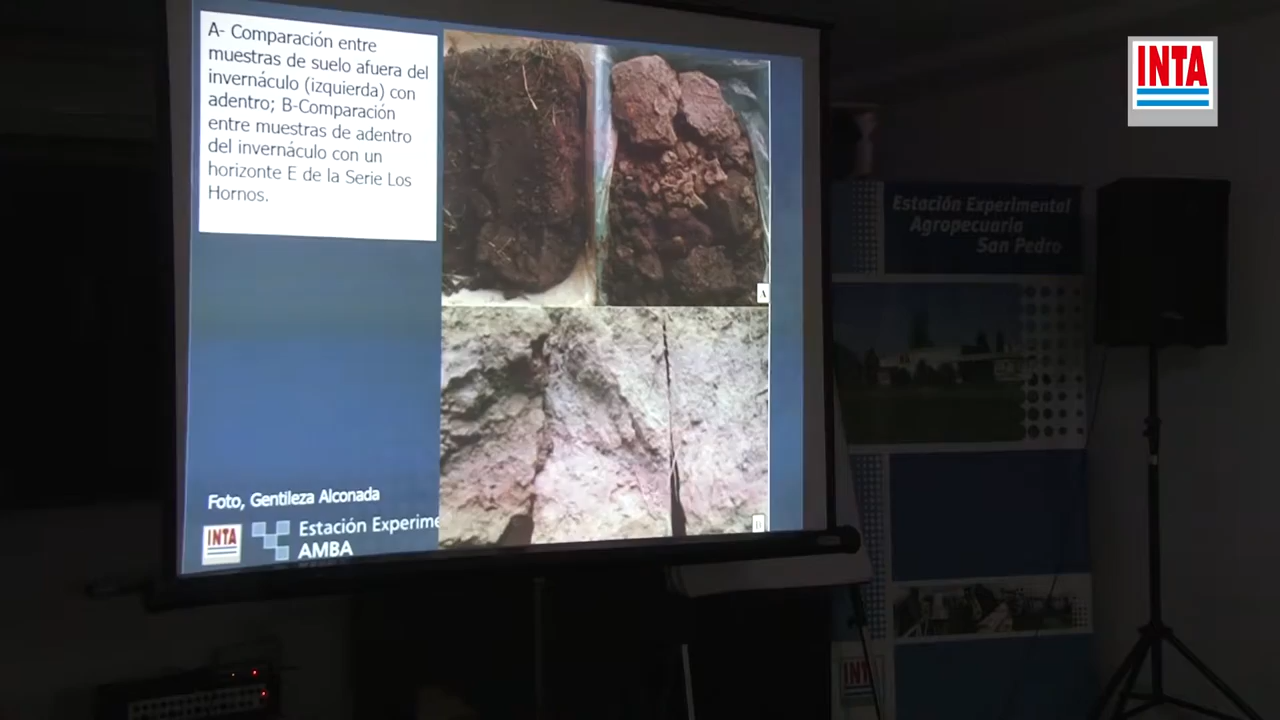 A- Comparación entre
muestras de suelo afuera del
invernáculo (izquierda) con
adentro; B-Comparación
entre muestras de adentro
del invernáculo con un
horizonte E de la Serie Los
Hornos.
A
B
Foto, Gentileza Alconada
INTA
Estación Experime
AMBA
INTA
Estación Experimental
Agropecuaria
San Pedro
INTA